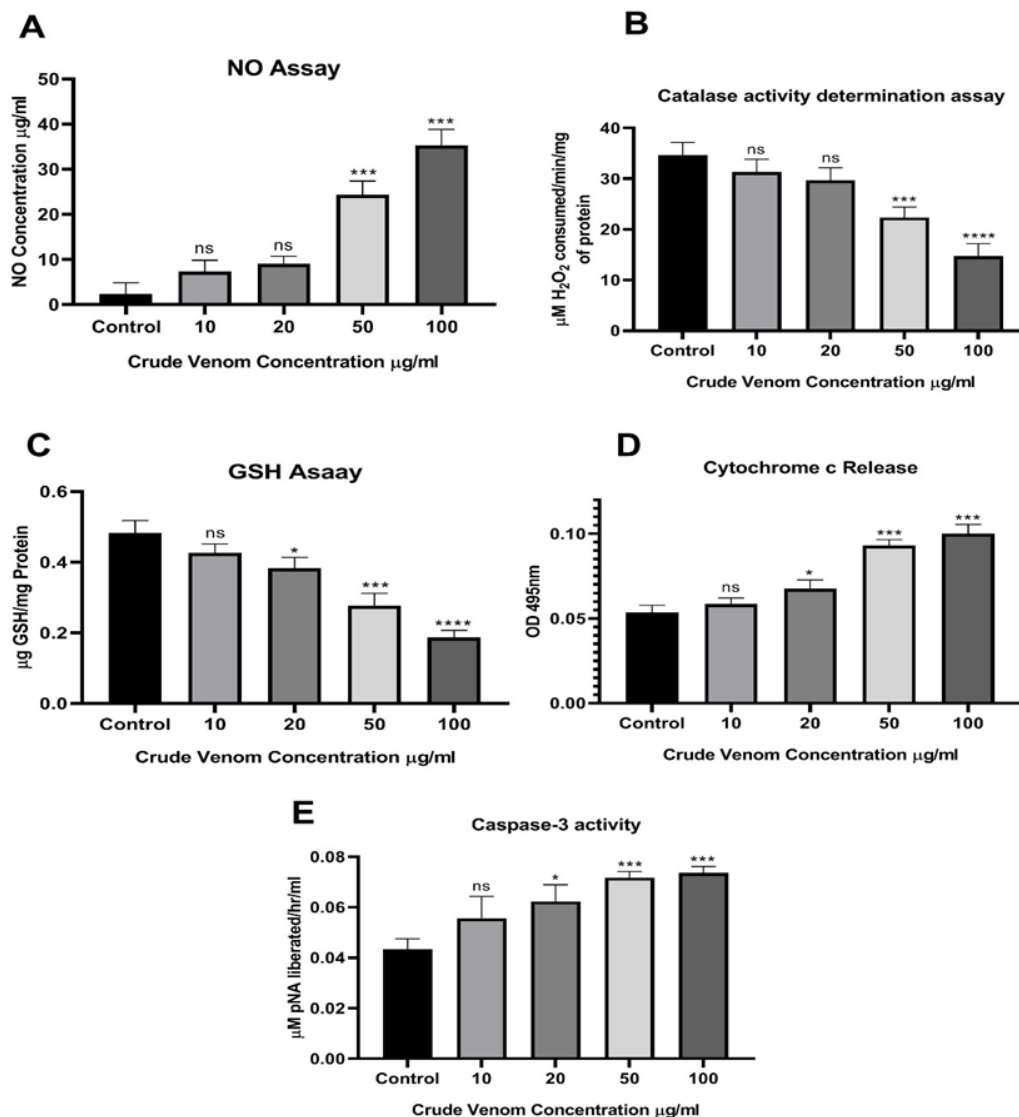 A
NO Assay
NO Concentration µg/ml
50
40
30
20
10
0
ns
ns
***
***
Control
10
20
50
100
Crude Venom Concentration µg/ml
B
Catalase activity determination assay
µM H₂O₂ consumed/min/mg
of protein
40
30
20
10
0
ns
ns
***
****
Control
10
20
50
100
Crude Venom Concentration µg/ml
C
GSH Asaay
µg GSH/mg Protein
0.6
0.4
0.2
0.0
ns
*
***
****
Control
10
20
50
100
Crude Venom Concentration µg/ml
D
Cytochrome c Release
OD 495nm
0.10
0.05
0.00
ns
*
***
***
Control
10
20
50
100
Crude Venom Concentration µg/ml
E
Caspase-3 activity
µM pNA liberated/hr/ml
0.08
0.06
0.04
0.02
0.00
ns
*
***
***
Control
10
20
50
100
Crude Venom Concentration µg/ml